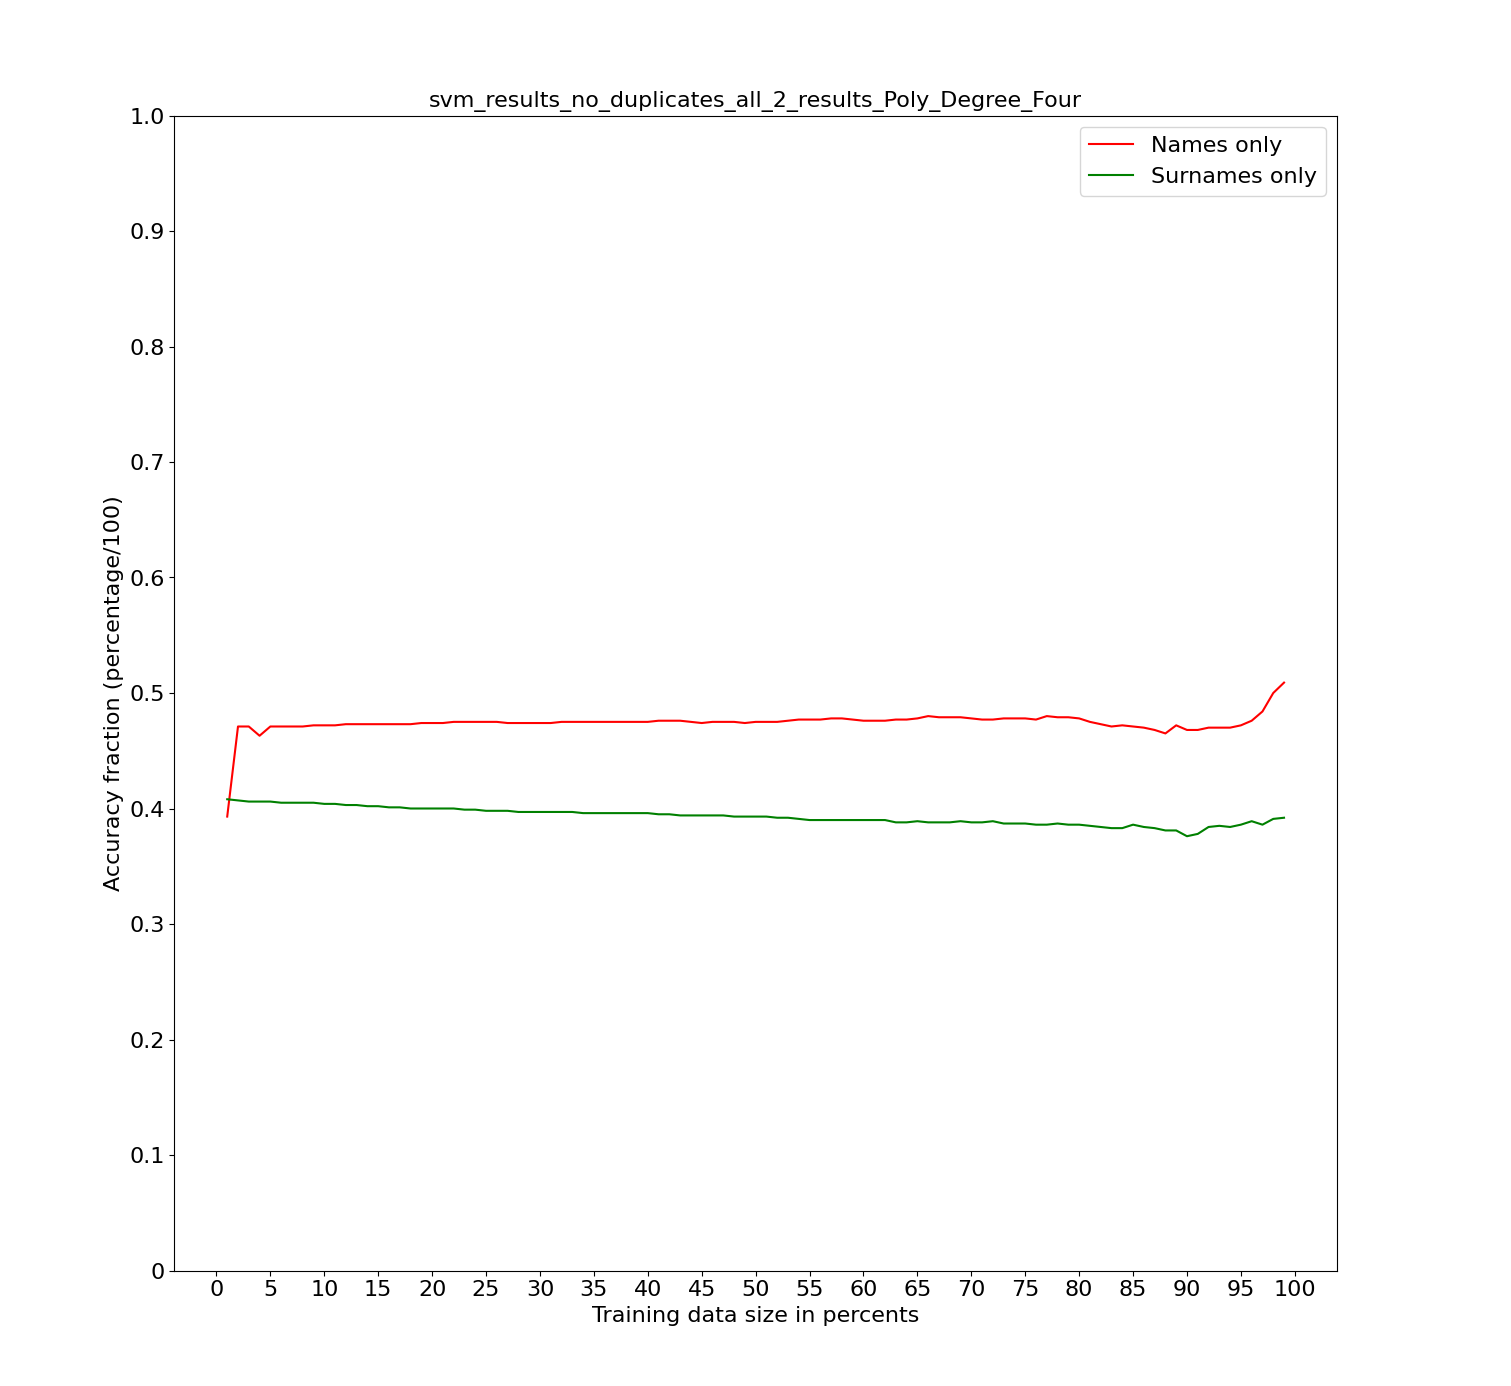 svm_results_no_duplicates_all_2_results_Poly_Degree_Four
Names only
Surnames only
Accuracy fraction (percentage/100)
1.0
0.9
0.8
0.7
0.6
0.5
0.4
0.3
0.2
0.1
0
0 5 10 15 20 25 30 35 40 45 50 55 60 65 70 75 80 85 90 95 100
Training data size in percents